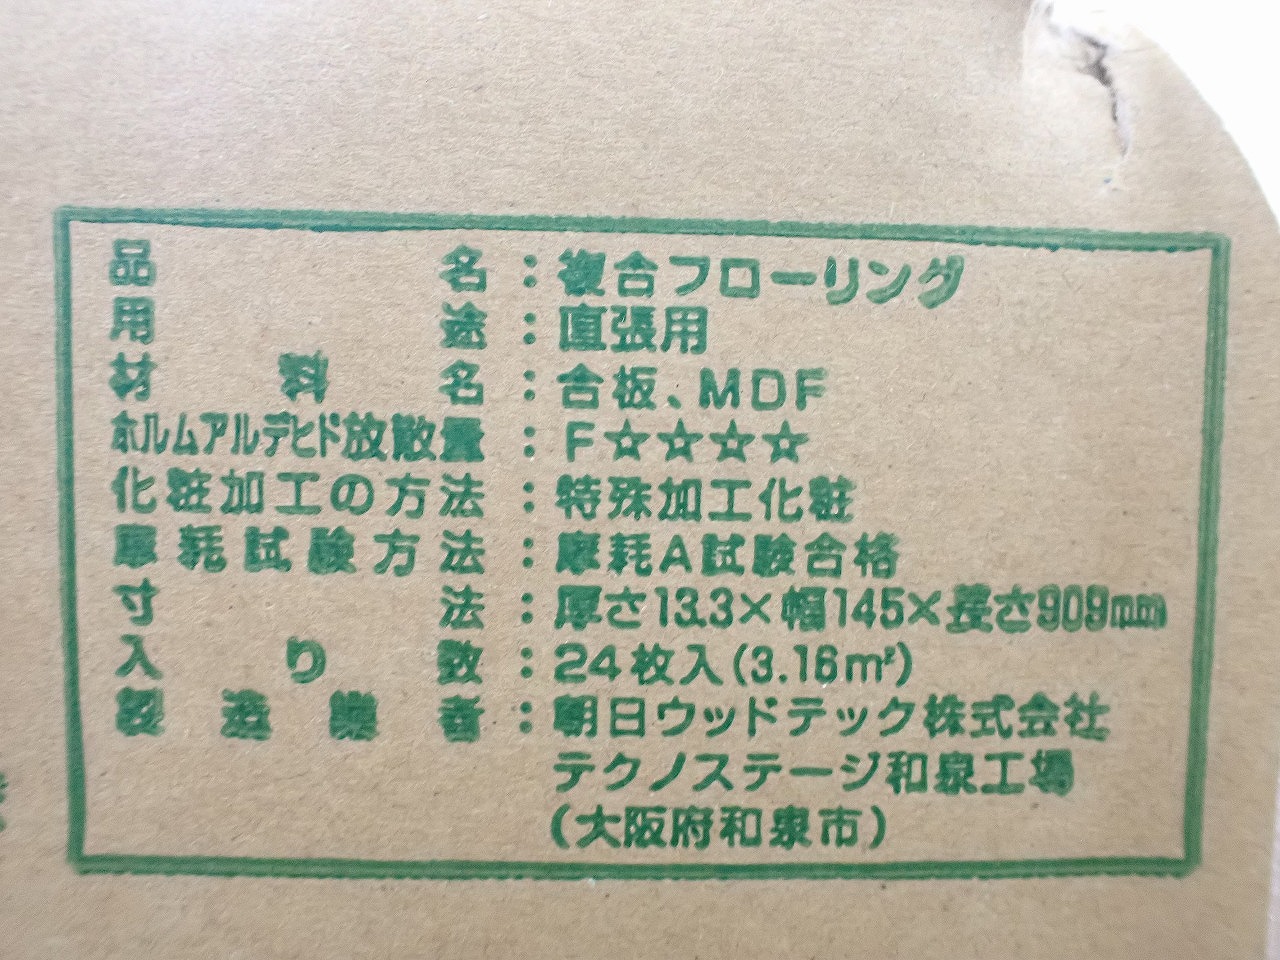 品名：複合フローリング
用途：直張用
材料名：合板、MDF
ホルムアルデヒド放散量：F☆☆☆☆
化粧加工の方法：特殊加工化粧
摩耗試験方法：摩耗A試験合格
寸法：厚さ13.3×幅145×長さ909mm
入り数：24枚入(3.16㎡)
製造業者：朝日ウッドテック株式会社
テクノステージ和泉工場
(大阪府和泉市)